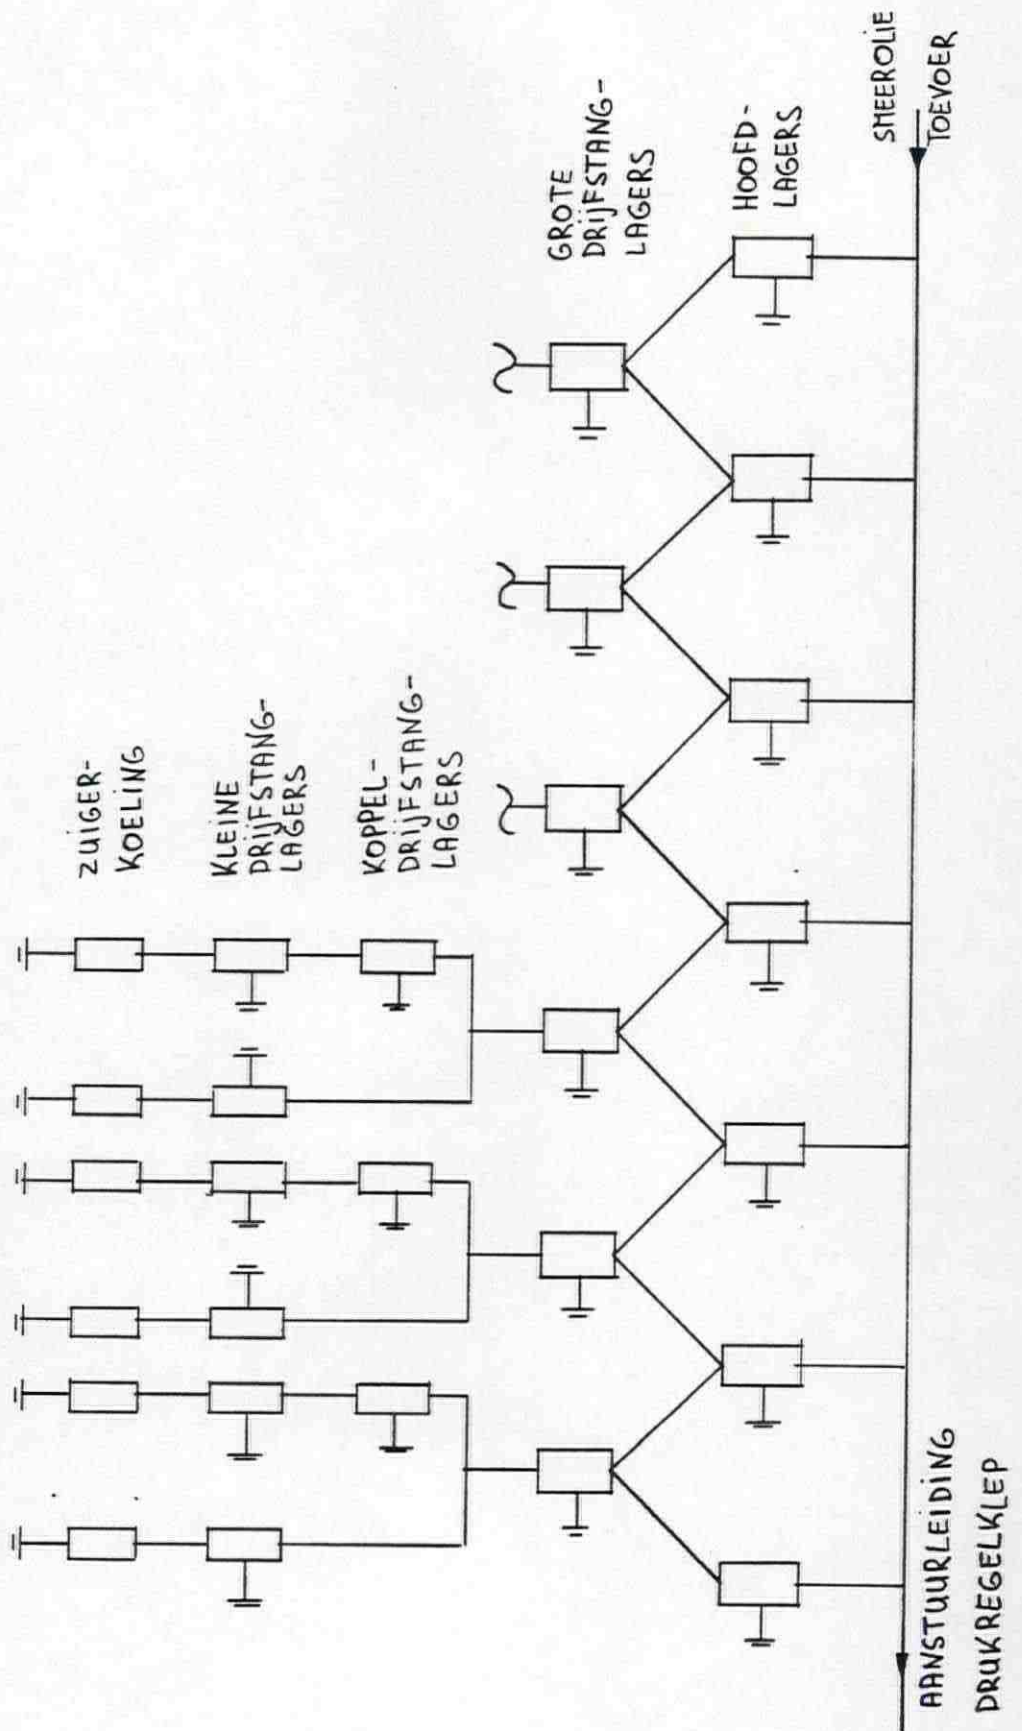 ZUIGER-
KOELING
KLEINE
DRIJFSTANG-
LAGERS
KOPPEL-
DRIJFSTANG-
LAGERS
GROTE
DRIJFSTANG-
LAGERS
HOOFD-
LAGERS
SMEEROLIE
TOEVOER
AANSTUURLEIDING
DRUKREGELKLEP